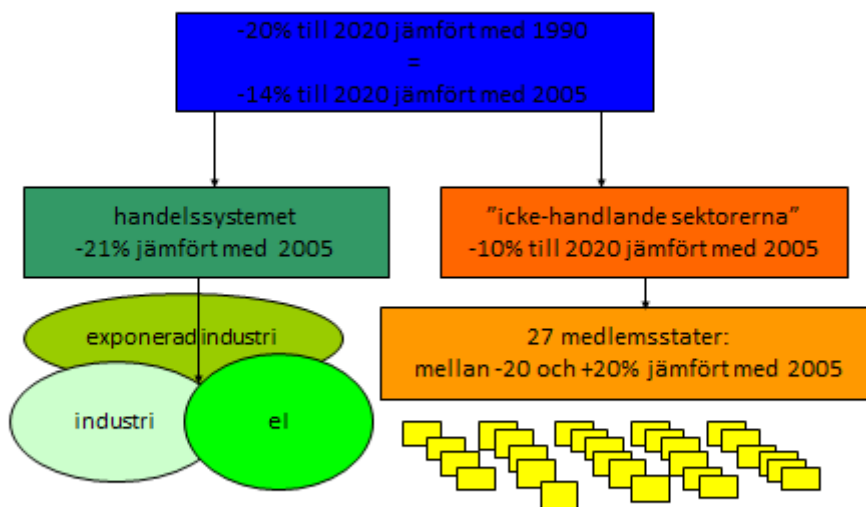 -20% till 2020 jämfört med 1990
=
-14% till 2020 jämfört med 2005
handelssystemet
-21% jämfört med 2005
”icke-handlande sektorerna”
-10% till 2020 jämfört med 2005
exponerad industri
industri
el
27 medlemsstater:
mellan -20 och +20% jämfört med 2005